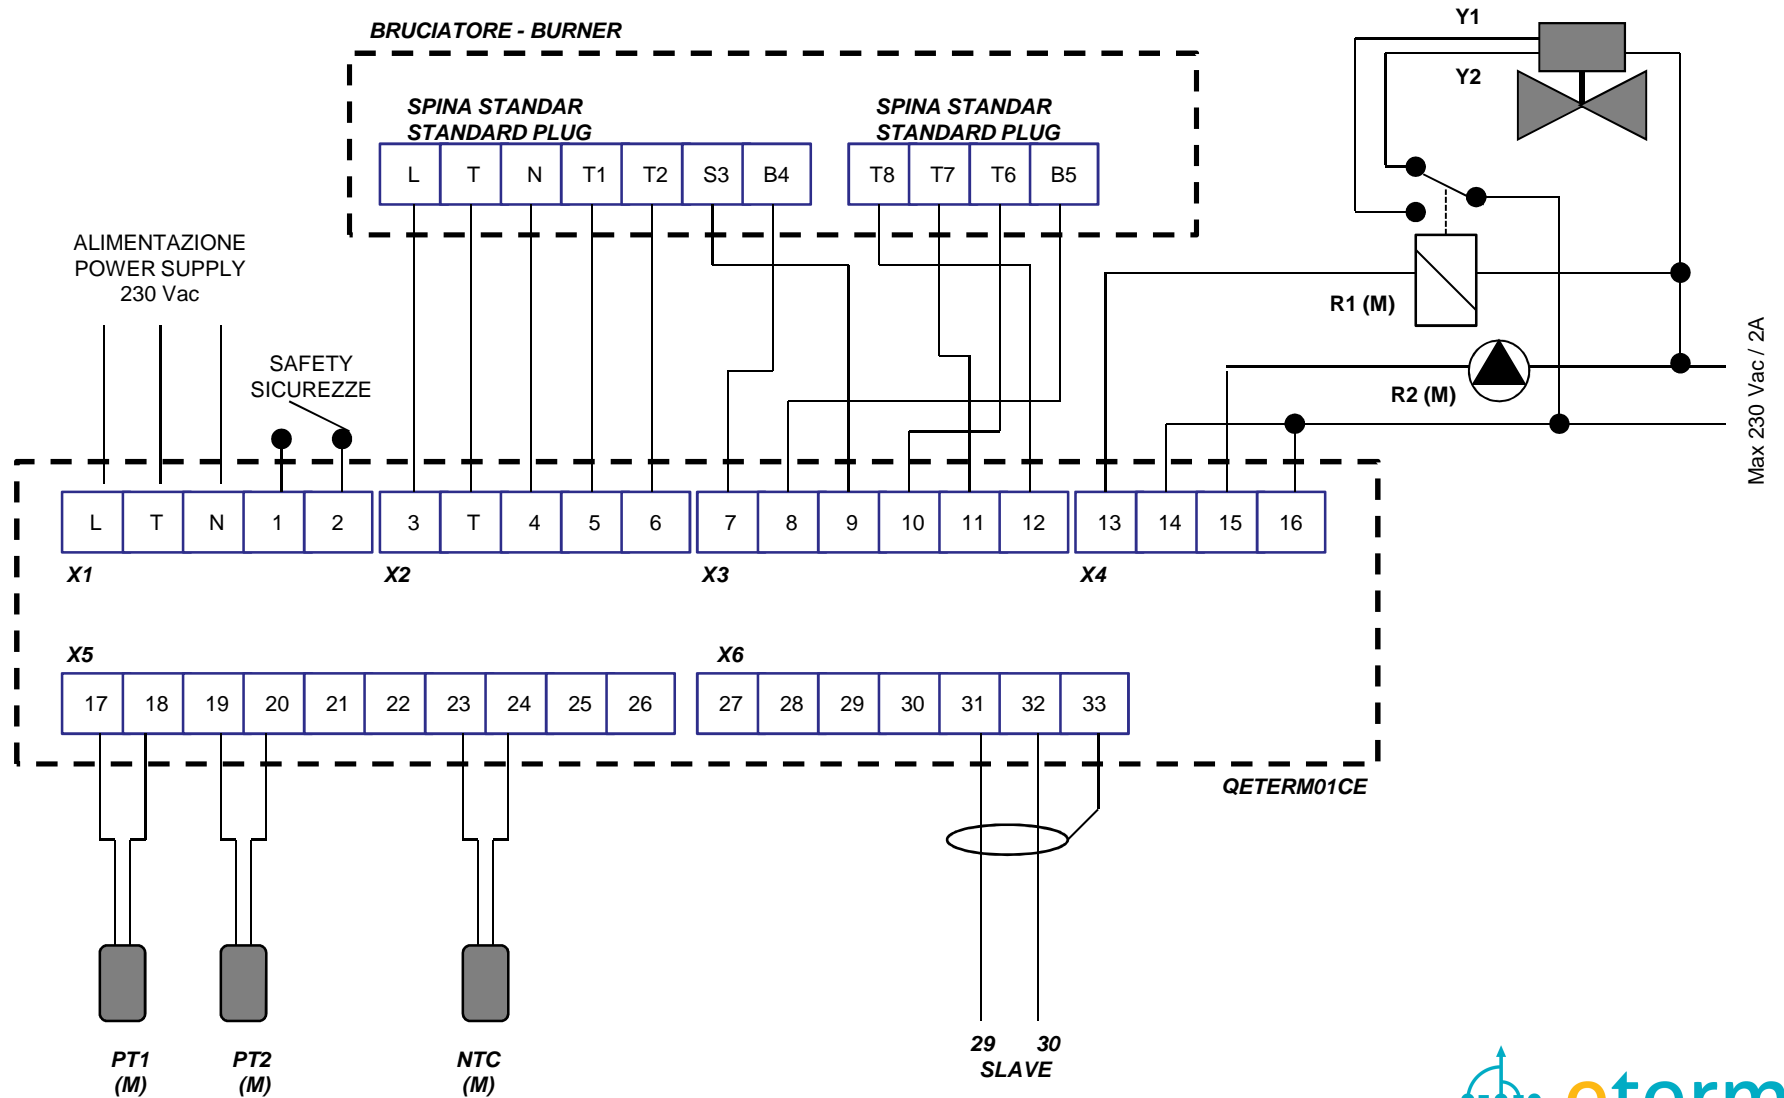 BRUCIATORE - BURNER
Y1
Y2
SPINA STANDAR
STANDARD PLUG
SPINA STANDAR
STANDARD PLUG
L T N T1 T2 S3 B4
T8 T7 T6 B5
ALIMENTAZIONE
POWER SUPPLY
230 Vac
SAFETY
SICUREZZE
R1 (M)
R2 (M)
Max 230 Vac / 2A
L T N 1 2 3 T 4 5 6 7 8 9 10 11 12 13 14 15 16
X1 X2 X3 X4
X5 X6
17 18 19 20 21 22 23 24 25 26 27 28 29 30 31 32 33
QETERM01CE
PT1
(M)
PT2
(M)
NTC
(M)
29 30
SLAVE
eterm